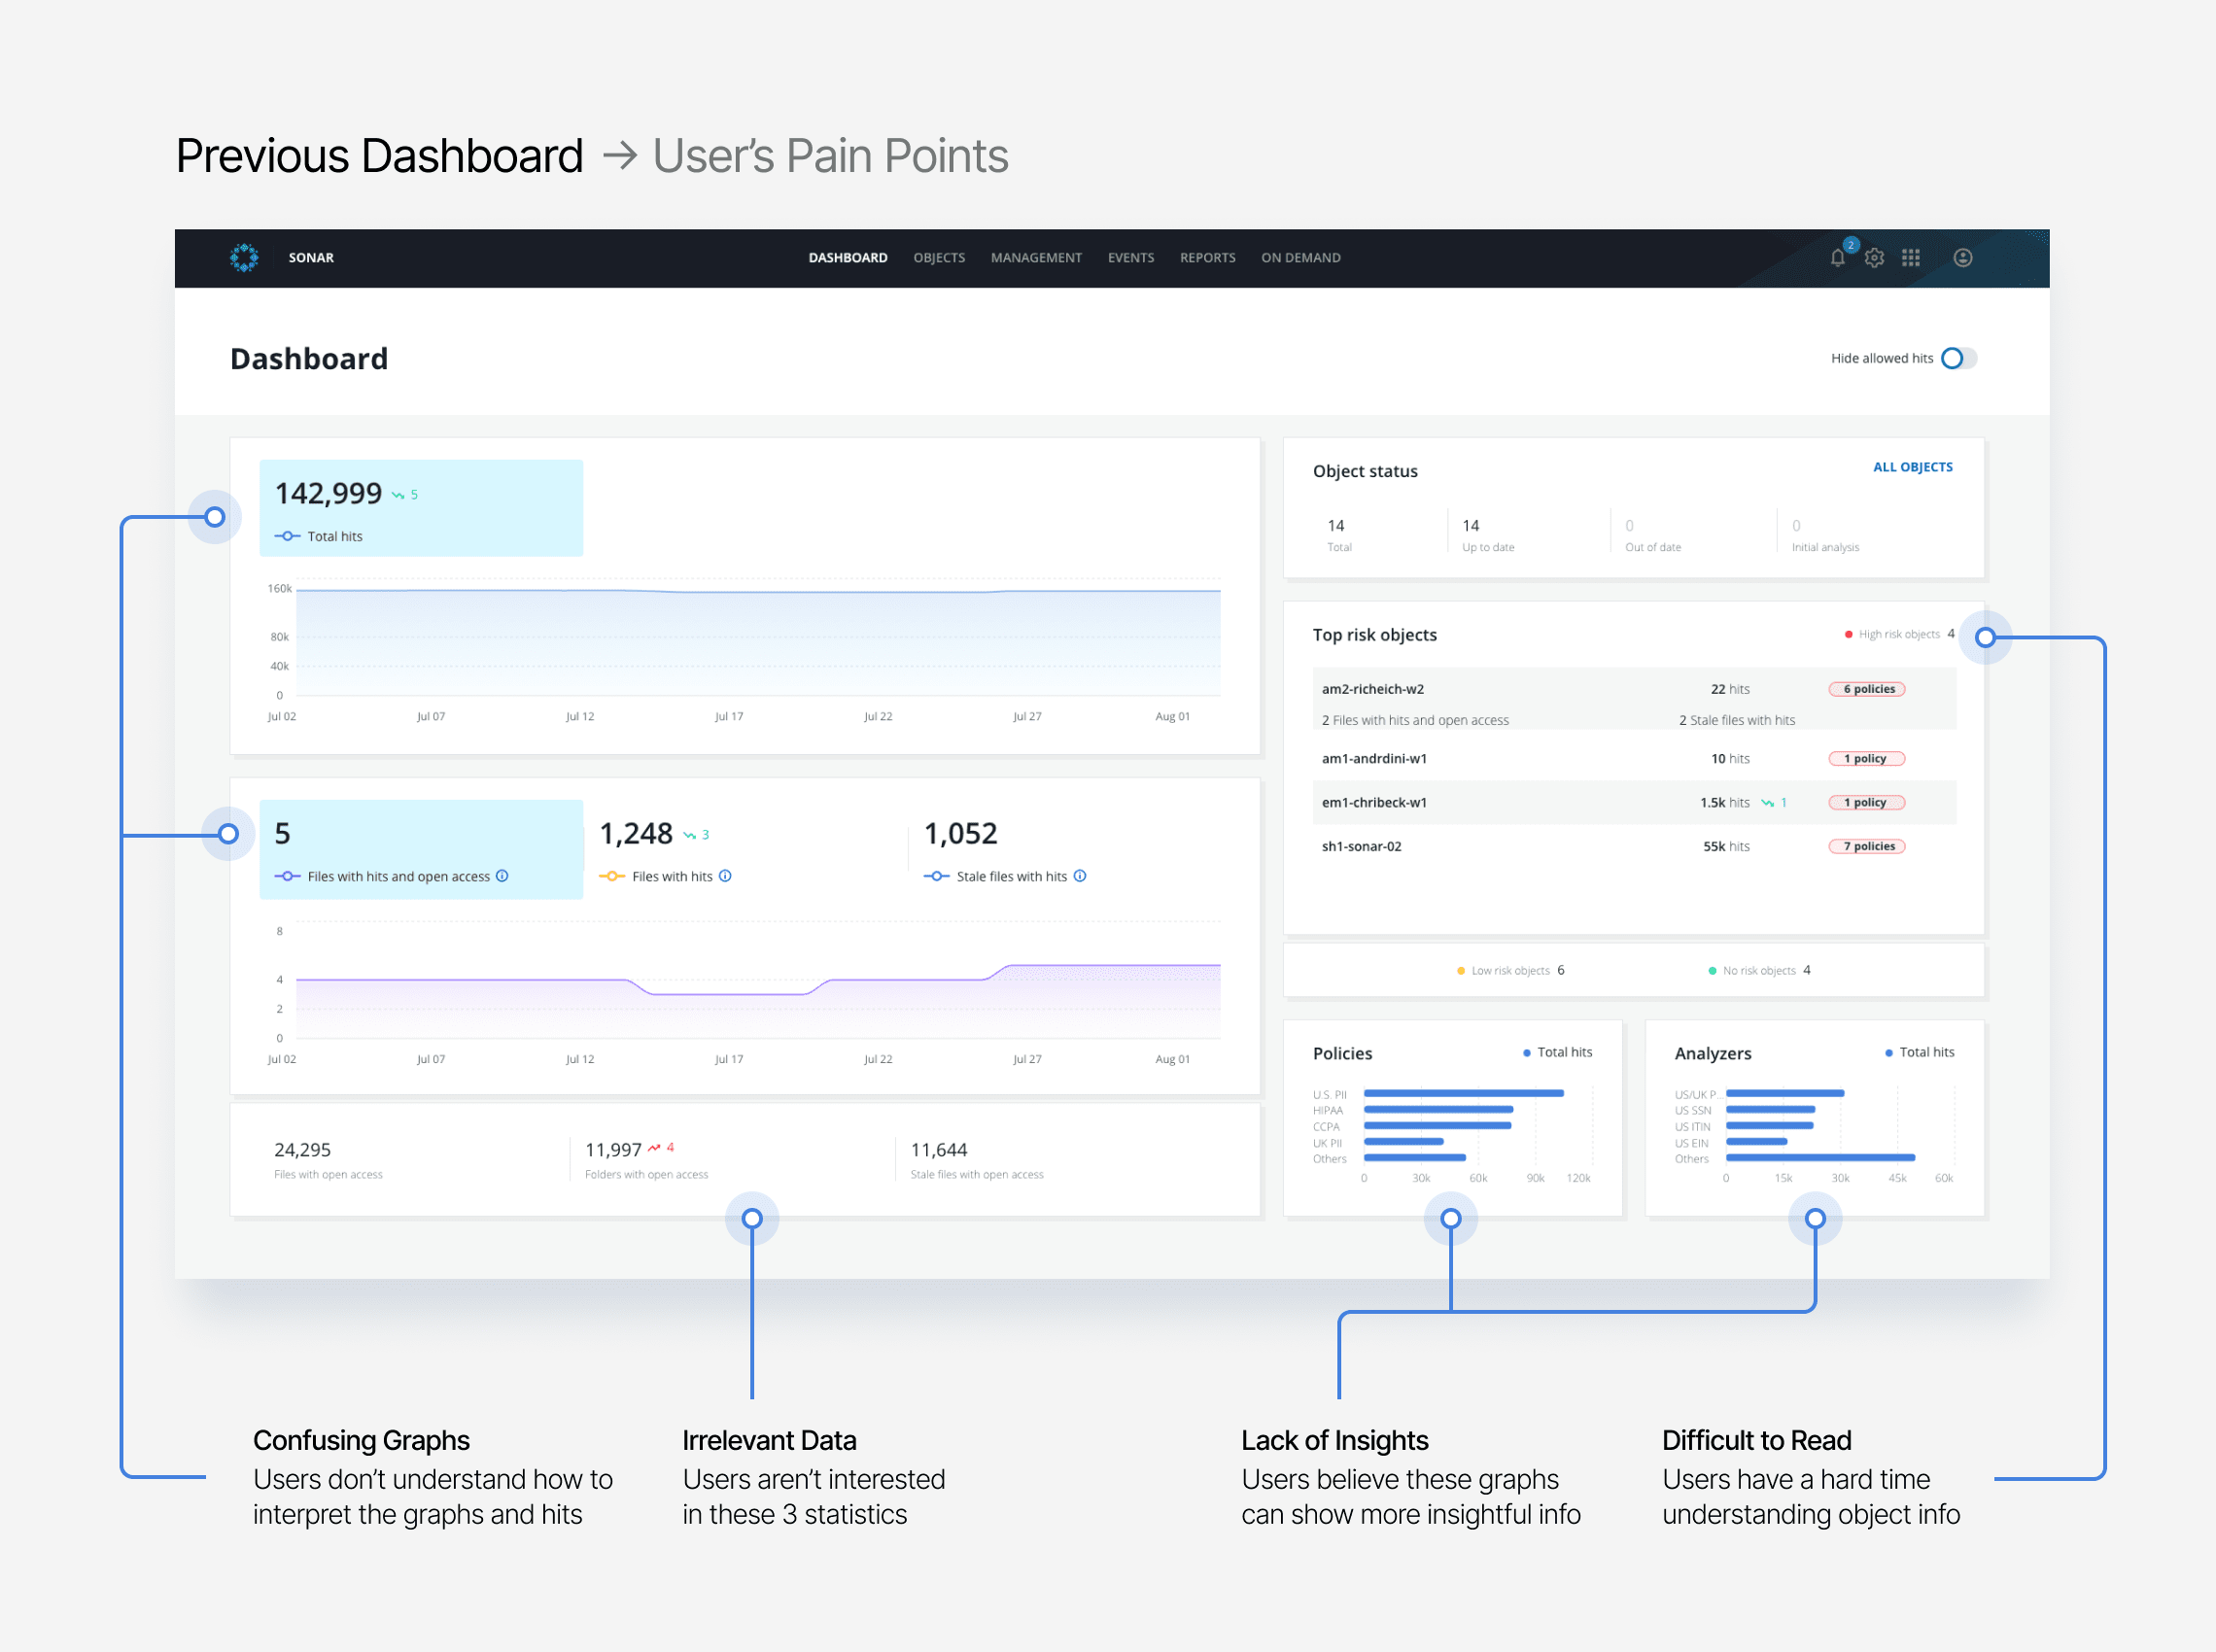 Previous Dashboard → User's Pain Points
SONAR
DASHBOARD OBJECTS MANAGEMENT EVENTS REPORTS ON DEMAND
2
Dashboard
Hide allowed hits
142,999 5
Total hits
160k
80k
40k
0
Jul 02 Jul 07 Jul 12 Jul 17 Jul 22 Jul 27 Aug 01
5 1,248 3 1,052
Files with hits and open access Files with hits Stale files with hits
8
4
2
0
Jul 02 Jul 07 Jul 12 Jul 17 Jul 22 Jul 27 Aug 01
24,295 11,997 4 11,644
Files with open access Folders with open access Stale files with open access
Object status ALL OBJECTS
14 14 0 0
Total Up to date Out of date Initial analysis
Top risk objects High risk objects 4
am2-richeich-w2 22 hits 6 policies
2 Files with hits and open access 2 Stale files with hits
am1-andrdini-w1 10 hits 1 policy
em1-chribeck-w1 1.5k hits 1 1 policy
sh1-sonar-02 55k hits 7 policies
Low risk objects 6 No risk objects 4
Policies Total hits
U.S. PII
HIPAA
CCPA
UK PII
Others
0 30k 60k 90k 120k
Analyzers Total hits
US/UK P...
US SSN
US ITIN
US EIN
Others
0 15k 30k 45k 60k
Confusing Graphs
Users don't understand how to
interpret the graphs and hits
Irrelevant Data
Users aren't interested
in these 3 statistics
Lack of Insights
Users believe these graphs
can show more insightful info
Difficult to Read
Users have a hard time
understanding object info